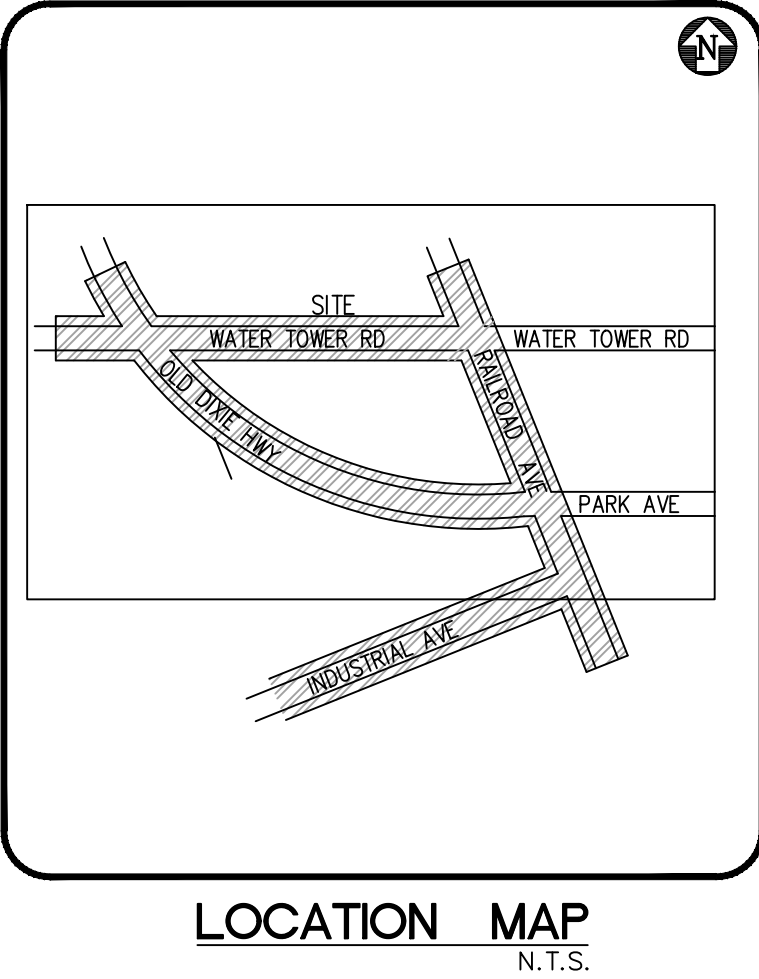 N
SITE
WATER TOWER RD
WATER TOWER RD
OLD DIXIE HWY
RAILROAD AVE
PARK AVE
INDUSTRIAL AVE
LOCATION MAP
N.T.S.